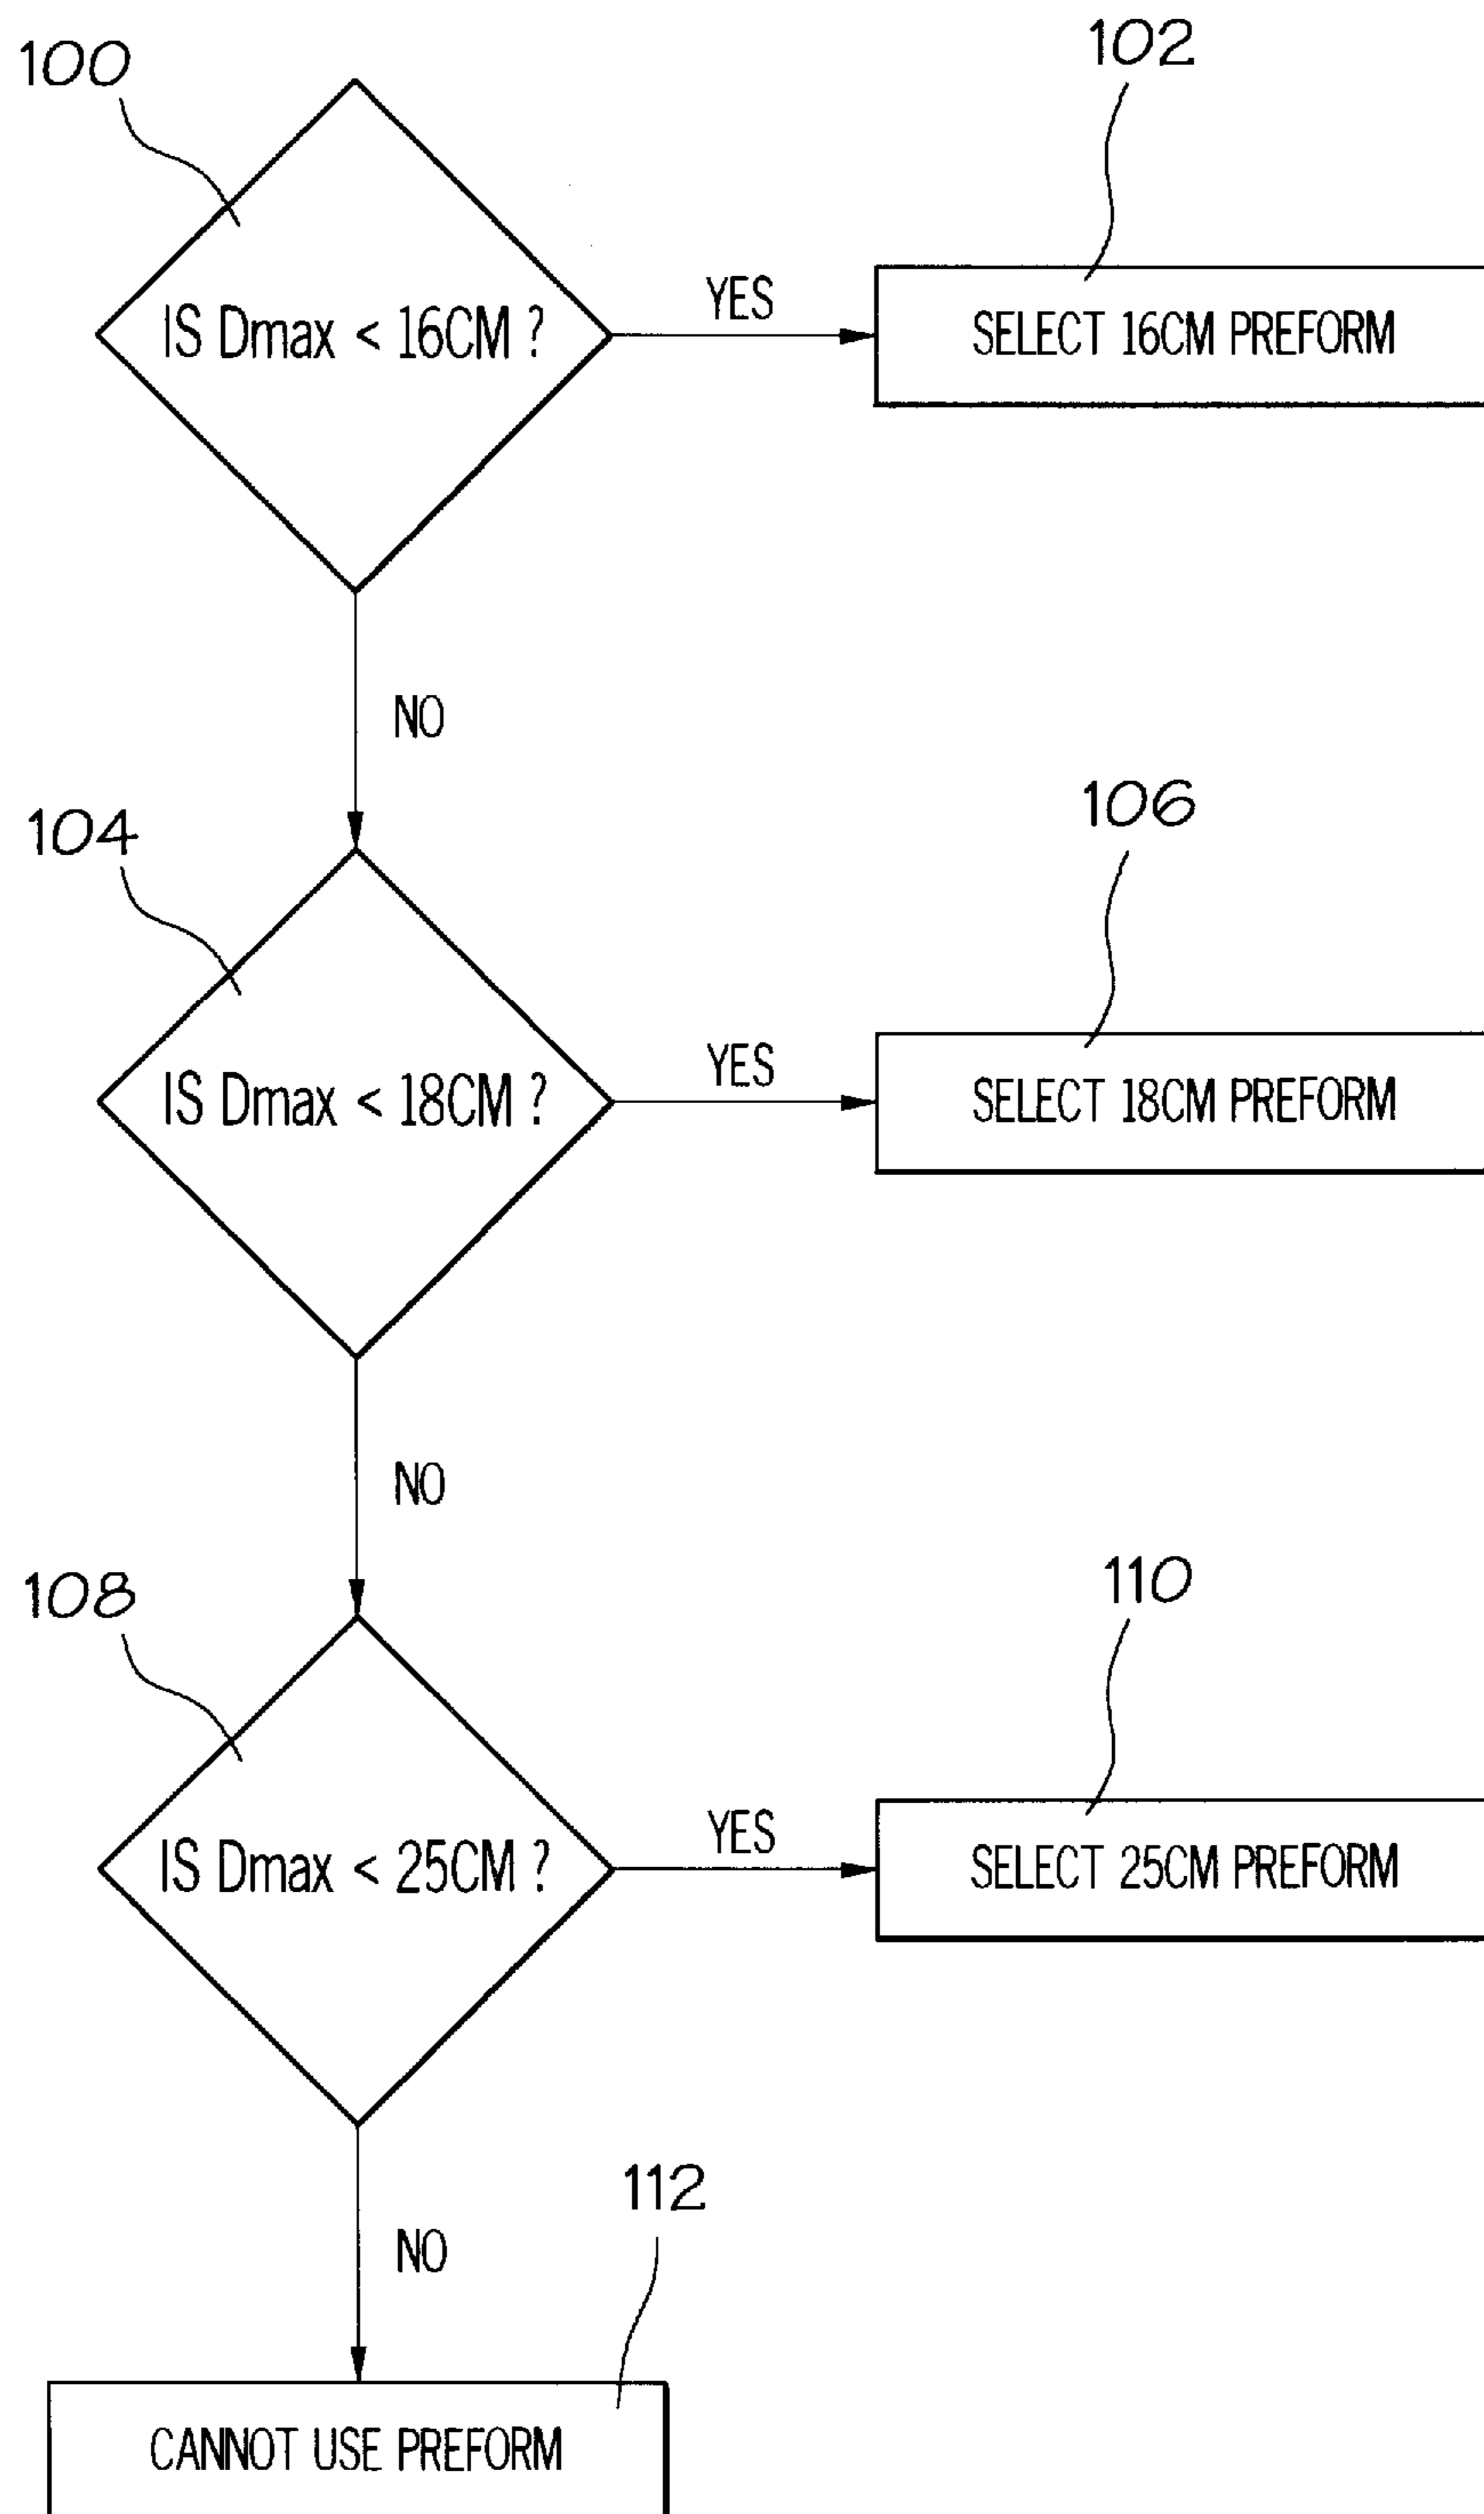 100
102
IS Dmax < 16CM ?
YES
SELECT 16CM PREFORM
NO
104
106
IS Dmax < 18CM ?
YES
SELECT 18CM PREFORM
NO
108
110
IS Dmax < 25CM ?
YES
SELECT 25CM PREFORM
112
NO
CANNOT USE PREFORM